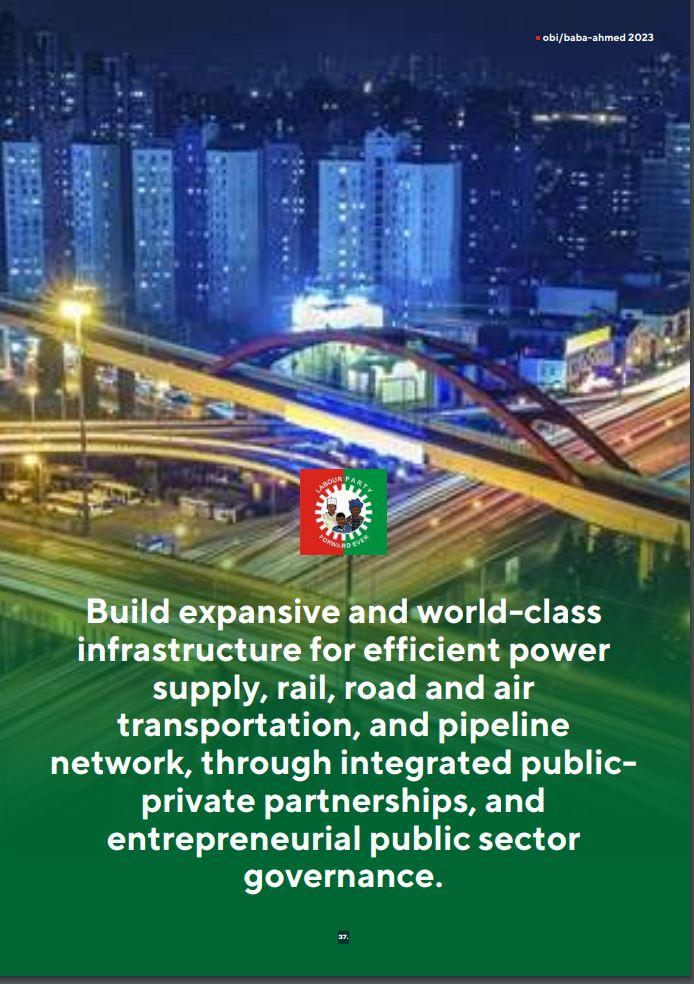 obi/baba-ahmed 2023
LABOUR PARTY
FORWARD EVER
Build expansive and world-class
infrastructure for efficient power
supply, rail, road and air
transportation, and pipeline
network, through integrated public-
private partnerships, and
entrepreneurial public sector
governance.
37.